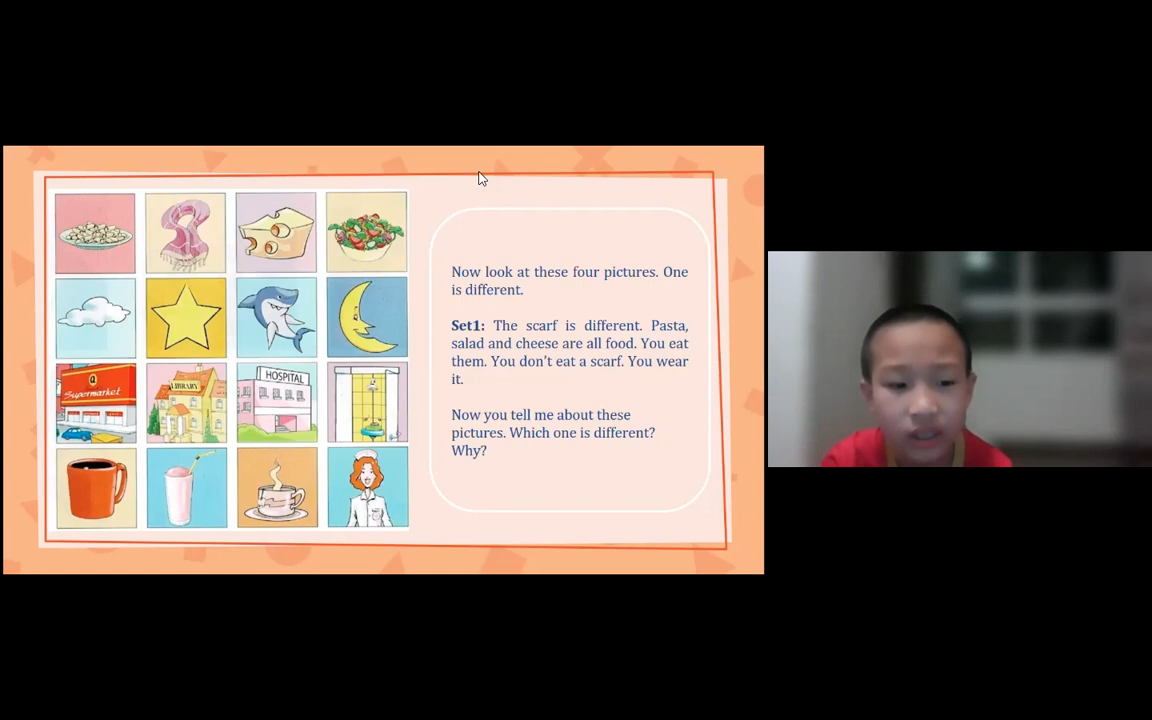 Supermarket
LIBRARY
HOSPITAL
Now look at these four pictures. One
is different.
Set1: The scarf is different. Pasta,
salad and cheese are all food. You eat
them. You don't eat a scarf. You wear
it.
Now you tell me about these
pictures. Which one is different?
Why?